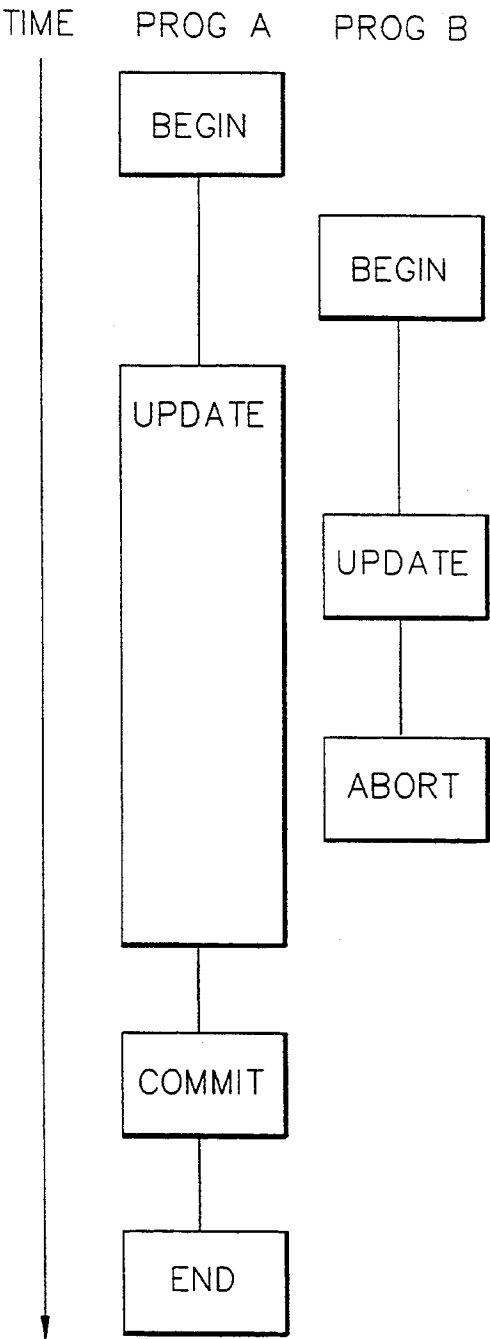 TIME PROG A PROG B
BEGIN
BEGIN
UPDATE
UPDATE
ABORT
COMMIT
END